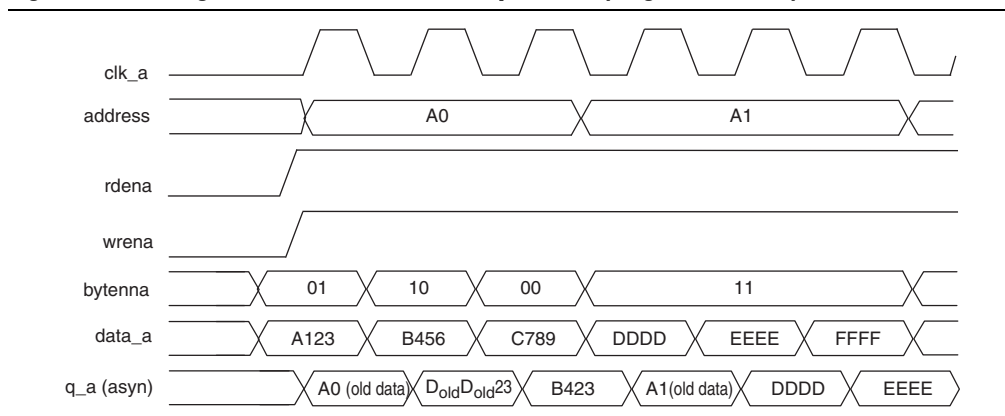 clk_a
address A0 A1
rdena
wrena
bytenna 01 10 00 11
data_a A123 B456 C789 DDDD EEEE FFFF
q_a (asyn) A0 (old data) DoldDold23 B423 A1(old data) DDDD EEEE